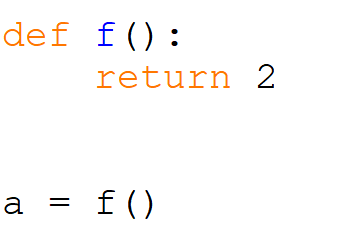 def f():
    return 2
a = f()